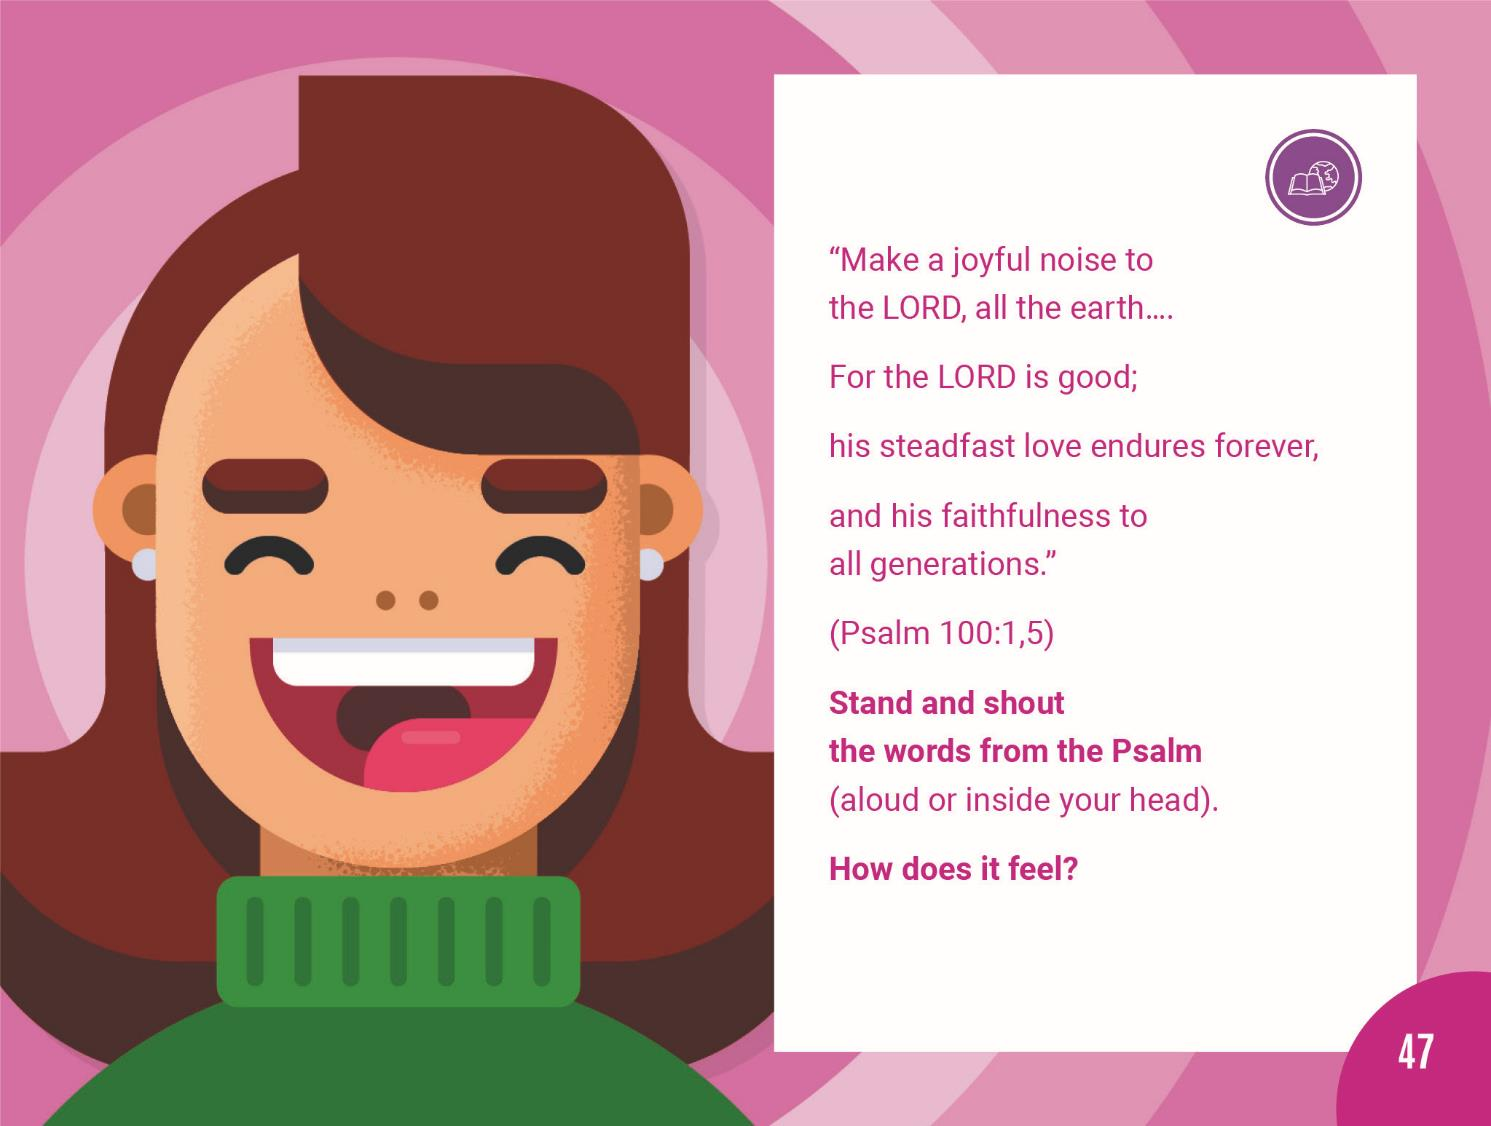 “Make a joyful noise to
the LORD, all the earth....
For the LORD is good;
his steadfast love endures forever,
and his faithfulness to
all generations.”
(Psalm 100:1,5)
Stand and shout
the words from the Psalm
(aloud or inside your head).
How does it feel?
47